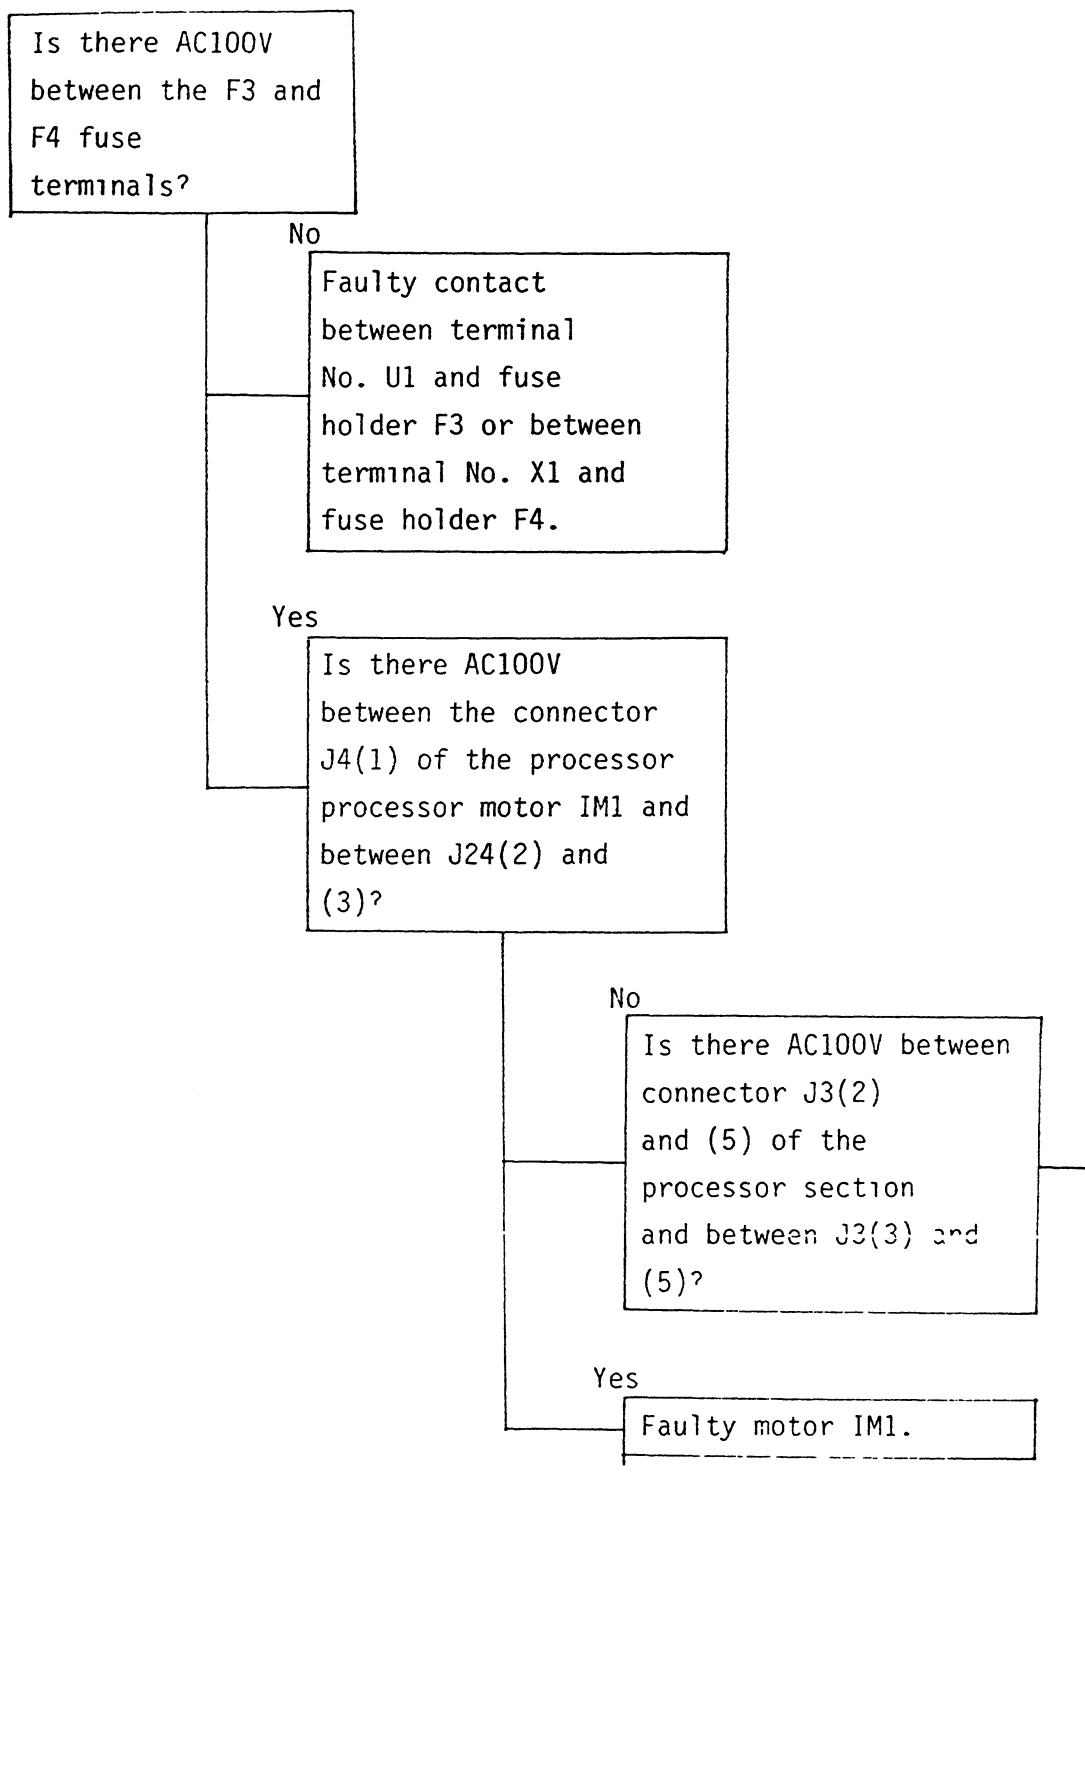 Is there AC100V
between the F3 and
F4 fuse
terminals?
No
Faulty contact
between terminal
No. U1 and fuse
holder F3 or between
terminal No. X1 and
fuse holder F4.
Yes
Is there AC100V
between the connector
J4(1) of the processor
processor motor IM1 and
between J24(2) and
(3)?
No
Is there AC100V between
connector J3(2)
and (5) of the
processor section
and between J3(3) and
(5)?
Yes
Faulty motor IM1.